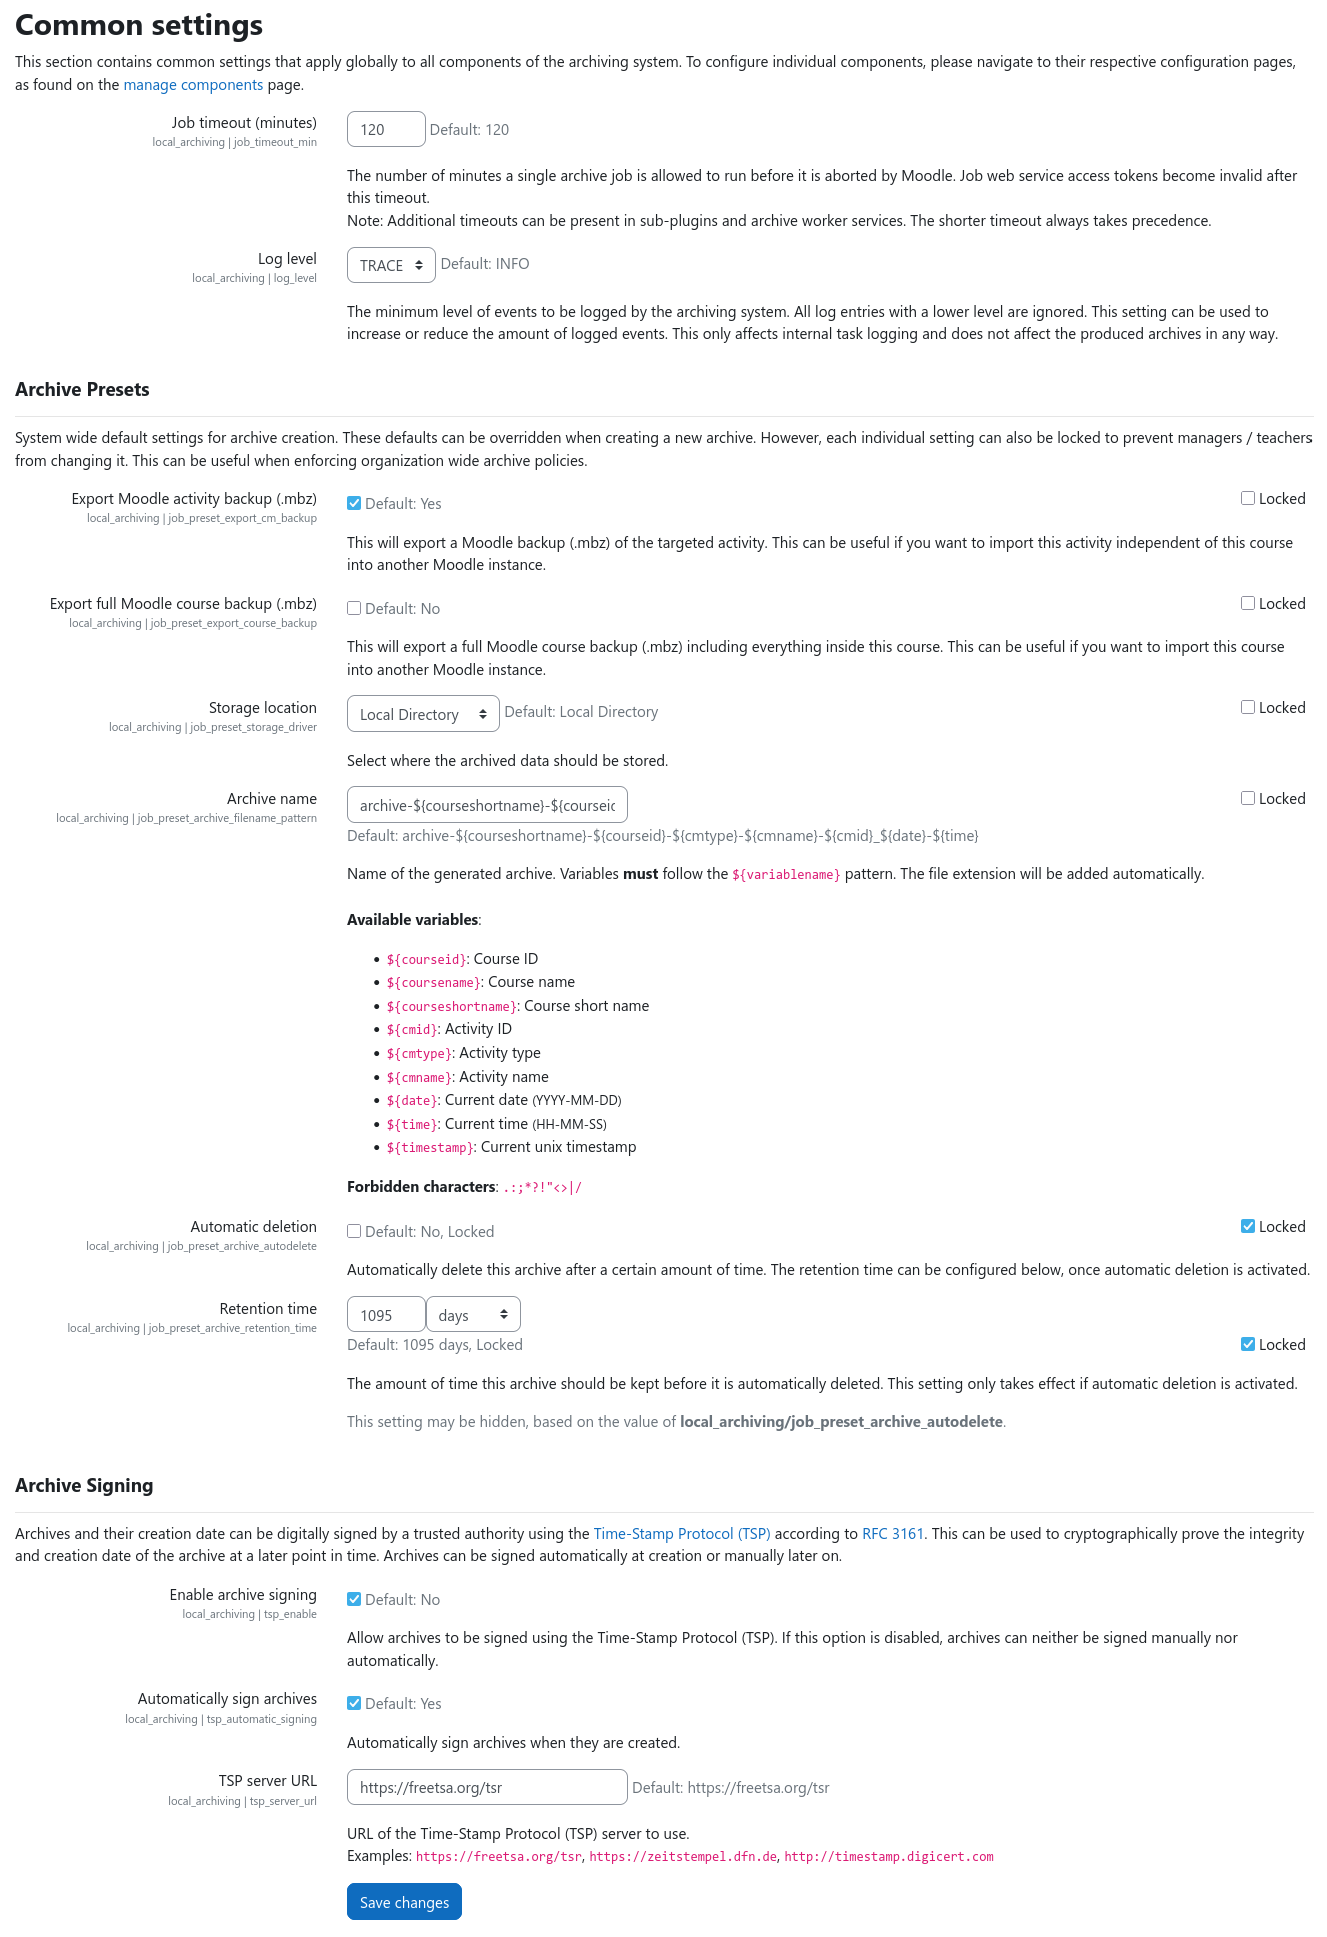 Common settings
This section contains common settings that apply globally to all components of the archiving system. To configure individual components, please navigate to their respective configuration pages,
as found on the manage components page.
Job timeout (minutes)
local_archiving | job_timeout_min
120 Default: 120
The number of minutes a single archive job is allowed to run before it is aborted by Moodle. Job web service access tokens become invalid after
this timeout.
Note: Additional timeouts can be present in sub-plugins and archive worker services. The shorter timeout always takes precedence.
Log level
local_archiving | log_level
TRACE Default: INFO
The minimum level of events to be logged by the archiving system. All log entries with a lower level are ignored. This setting can be used to
increase or reduce the amount of logged events. This only affects internal task logging and does not affect the produced archives in any way.
Archive Presets
System wide default settings for archive creation. These defaults can be overridden when creating a new archive. However, each individual setting can also be locked to prevent managers / teachers
from changing it. This can be useful when enforcing organization wide archive policies.
Export Moodle activity backup (.mbz)
local_archiving | job_preset_export_cm_backup
Default: Yes
Locked
This will export a Moodle backup (.mbz) of the targeted activity. This can be useful if you want to import this activity independent of this course
into another Moodle instance.
Export full Moodle course backup (.mbz)
local_archiving | job_preset_export_course_backup
Default: No
Locked
This will export a full Moodle course backup (.mbz) including everything inside this course. This can be useful if you want to import this course
into another Moodle instance.
Storage location
local_archiving | job_preset_storage_driver
Local Directory Default: Local Directory
Locked
Select where the archived data should be stored.
Archive name
local_archiving | job_preset_archive_filename_pattern
archive-${courseshortname}-${courseic
Locked
Default: archive-${courseshortname}-${courseid}-${cmtype}-${cmname}-${cmid}_${date}-${time}
Name of the generated archive. Variables must follow the ${variablename} pattern. The file extension will be added automatically.
Available variables:
• ${courseid}: Course ID
• ${coursename}: Course name
• ${courseshortname}: Course short name
• ${cmid}: Activity ID
• ${cmtype}: Activity type
• ${cmname}: Activity name
• ${date}: Current date (YYYY-MM-DD)
• ${time}: Current time (HH-MM-SS)
• ${timestamp}: Current unix timestamp
Forbidden characters: .:;*?!"<>|/
Automatic deletion
local_archiving | job_preset_archive_autodelete
Default: No, Locked
Locked
Automatically delete this archive after a certain amount of time. The retention time can be configured below, once automatic deletion is activated.
Retention time
local_archiving | job_preset_archive_retention_time
1095 days
Default: 1095 days, Locked
Locked
The amount of time this archive should be kept before it is automatically deleted. This setting only takes effect if automatic deletion is activated.
This setting may be hidden, based on the value of local_archiving/job_preset_archive_autodelete.
Archive Signing
Archives and their creation date can be digitally signed by a trusted authority using the Time-Stamp Protocol (TSP) according to RFC 3161. This can be used to cryptographically prove the integrity
and creation date of the archive at a later point in time. Archives can be signed automatically at creation or manually later on.
Enable archive signing
local_archiving | tsp_enable
Default: No
Allow archives to be signed using the Time-Stamp Protocol (TSP). If this option is disabled, archives can neither be signed manually nor
automatically.
Automatically sign archives
local_archiving | tsp_automatic_signing
Default: Yes
Automatically sign archives when they are created.
TSP server URL
local_archiving | tsp_server_url
https://freetsa.org/tsr Default: https://freetsa.org/tsr
URL of the Time-Stamp Protocol (TSP) server to use.
Examples: https://freetsa.org/tsr, https://zeitstempel.dfn.de, http://timestamp.digicert.com
Save changes